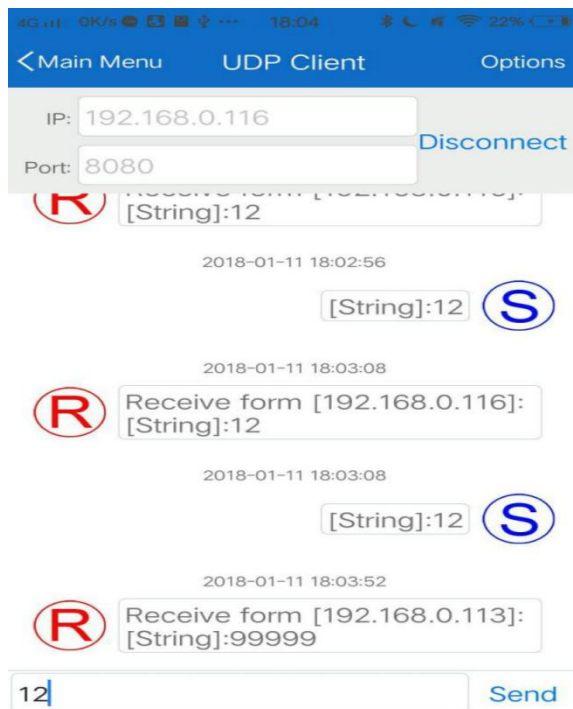 4G 0K/s ... 18:04 22%
Main Menu UDP Client Options
IP: 192.168.0.116
Disconnect
Port: 8080
R
[String]:12
2018-01-11 18:02:56
[String]:12 S
2018-01-11 18:03:08
R Receive form [192.168.0.116]:
[String]:12
2018-01-11 18:03:08
[String]:12 S
2018-01-11 18:03:52
R Receive form [192.168.0.113]:
[String]:99999
12 Send